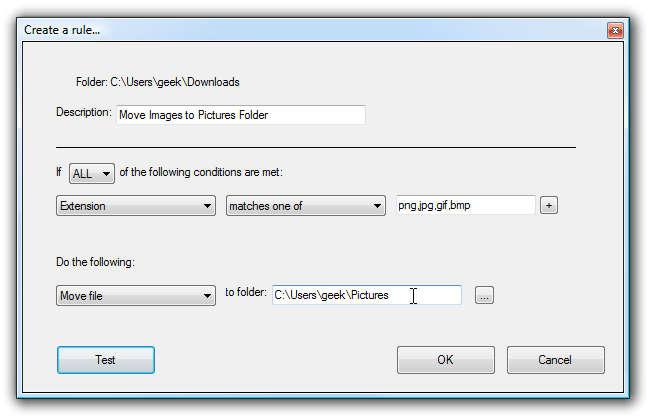 Create a rule...
Folder: C:\Users\geek\Downloads
Description: Move Images to Pictures Folder
If ALL of the following conditions are met:
Extension matches one of png,jpg,gif,bmp +
Do the following:
Move file to folder: C:\Users\geek\Pictures ...
Test OK Cancel